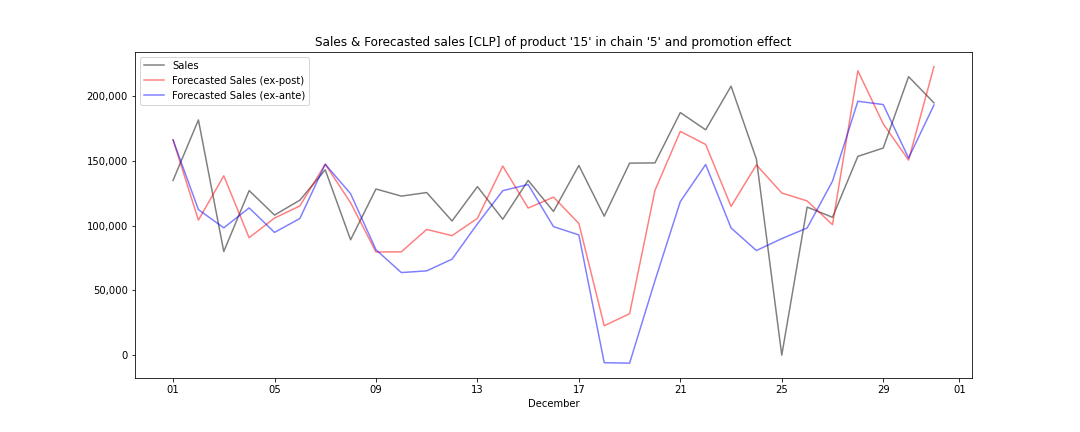 Sales & Forecasted sales [CLP] of product '15' in chain '5' and promotion effect
Sales
Forecasted Sales (ex-post)
Forecasted Sales (ex-ante)
200,000
150,000
100,000
50,000
0
01 05 09 13 17 21 25 29 01
December